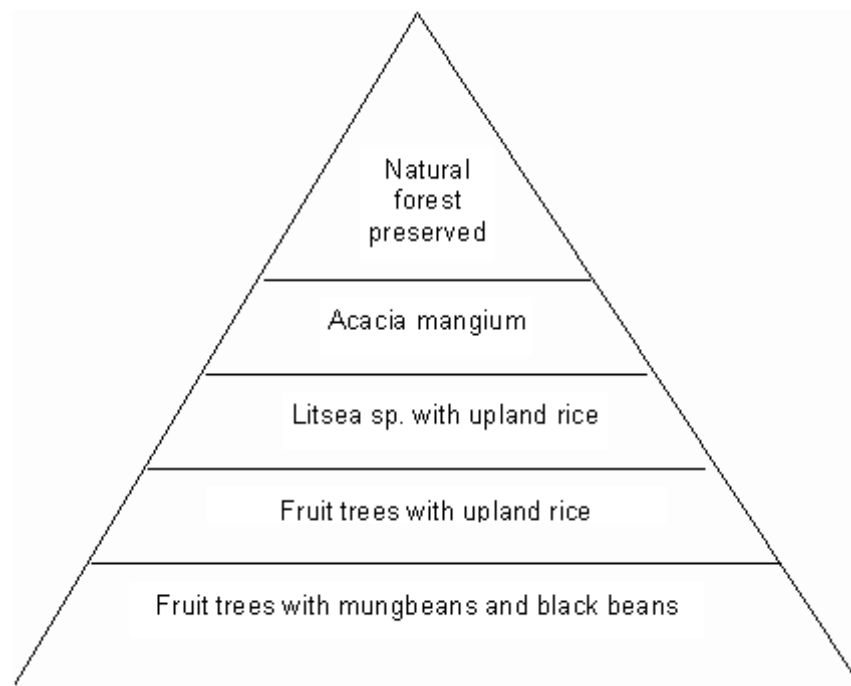 Natural
forest
preserved
Acacia mangium
Litsea sp. with upland rice
Fruit trees with upland rice
Fruit trees with mungbeans and black beans